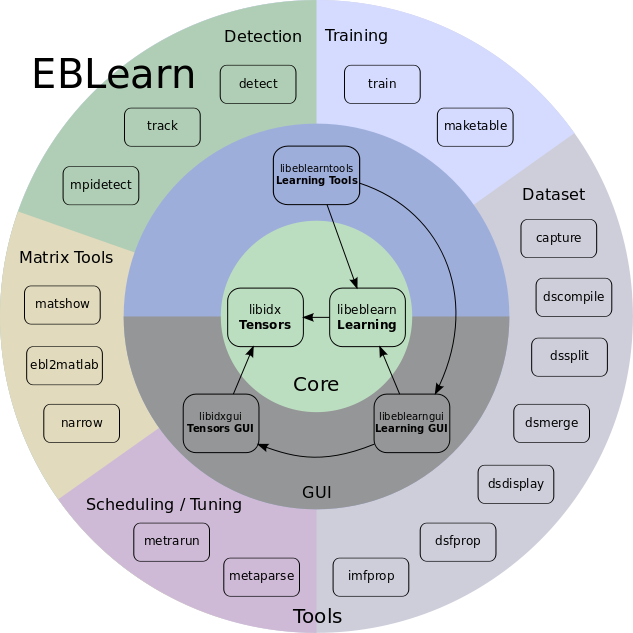 EBLearn
Detection
detect
track
mpidetect
Training
train
maketable
Dataset
capture
dscompile
dssplit
dsmerge
dsdisplay
dsfprop
imfprop
Matrix Tools
matshow
ebl2matlab
narrow
Scheduling / Tuning
metrarun
metaparse
Tools
libeblearntools
Learning Tools
libidx
Tensors
libeblearn
Learning
Core
libidxgui
Tensors GUI
libeblearngui
Learning GUI
GUI